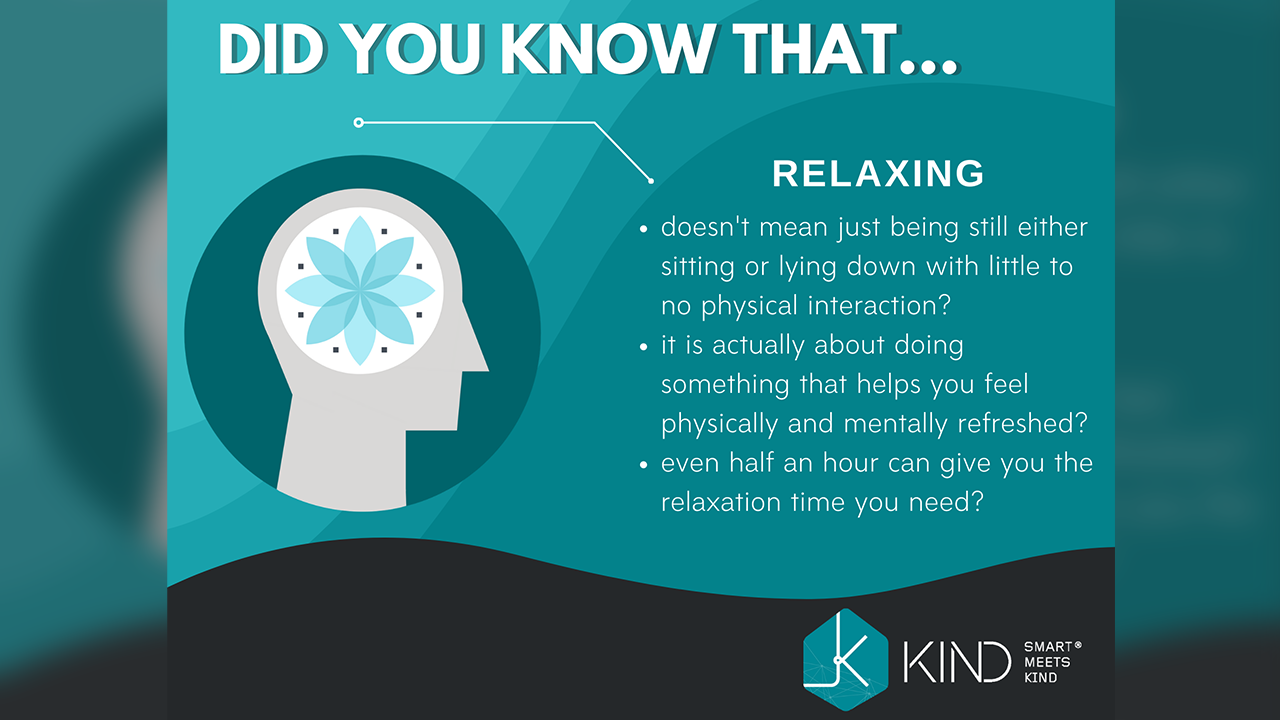 DID YOU KNOW THAT...
RELAXING
• doesn't mean just being still either
sitting or lying down with little to
no physical interaction?
• it is actually about doing
something that helps you feel
physically and mentally refreshed?
• even half an hour can give you the
relaxation time you need?
KIND
SMART®
MEETS
KIND